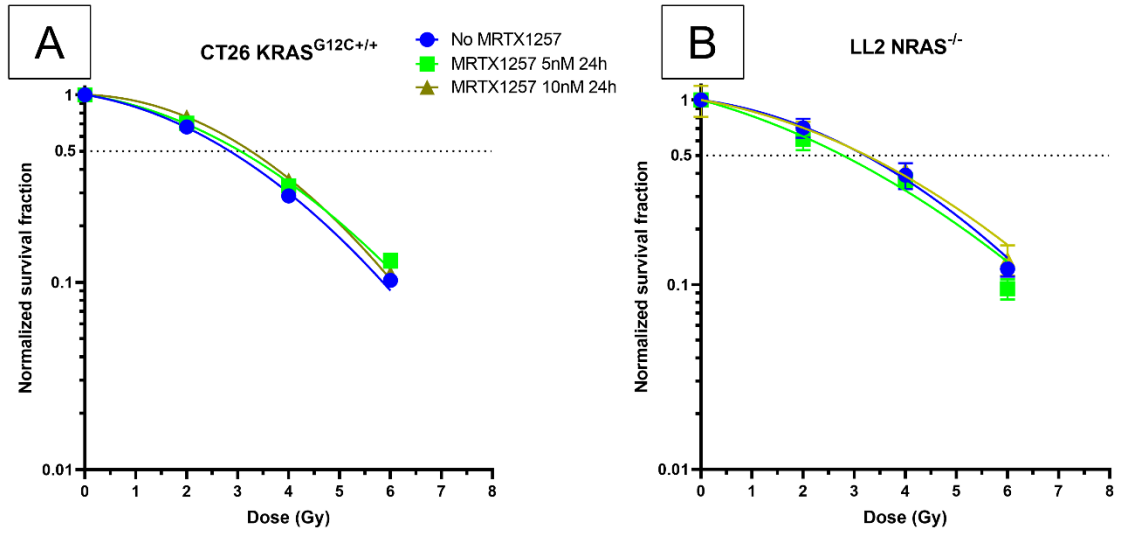 A
CT26 KRAS^G12C+/+
No MRTX1257
MRTX1257 5nM 24h
MRTX1257 10nM 24h
Normalized survival fraction
1
0.5
0.1
0.01
0 1 2 3 4 5 6 7 8
Dose (Gy)
B
LL2 NRAS^-/-
Normalized survival fraction
1
0.5
0.1
0.01
0 1 2 3 4 5 6 7 8
Dose (Gy)